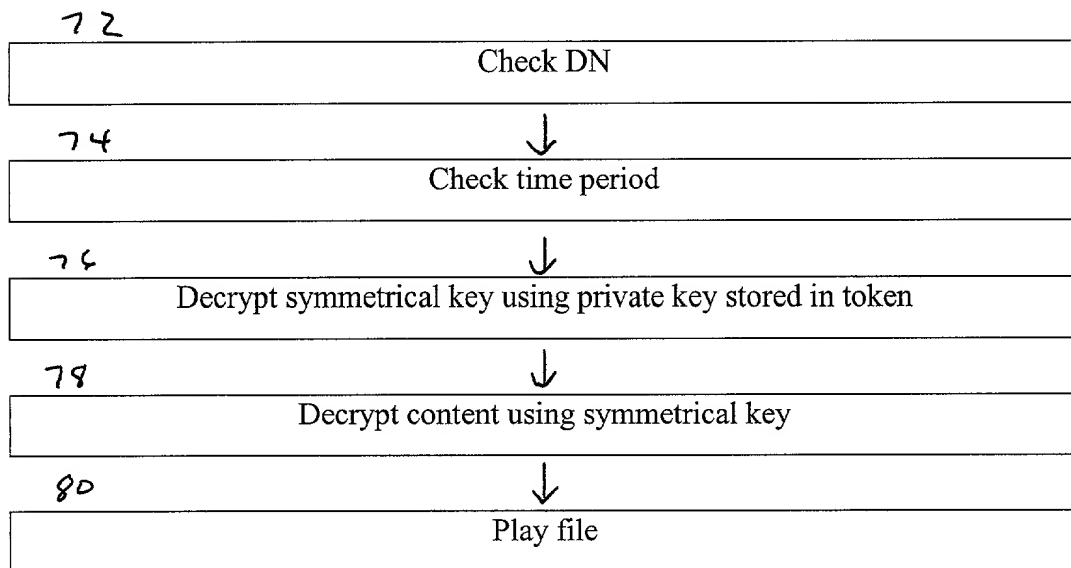 72
Check DN
74
Check time period
76
Decrypt symmetrical key using private key stored in token
78
Decrypt content using symmetrical key
80
Play file